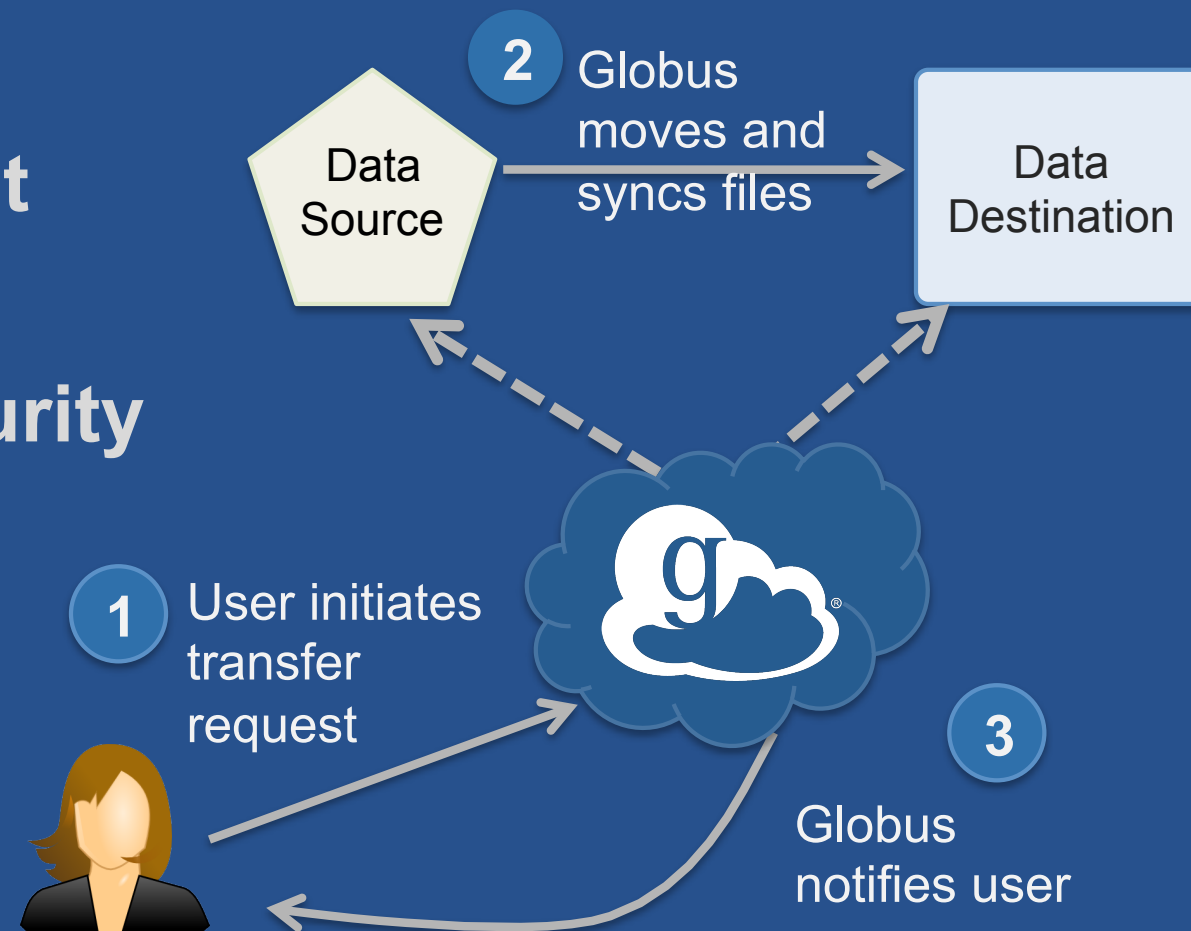 2
Globus
moves and
syncs files
Data
Source
Data
Destination
t
urity
g
®
1
User initiates
transfer
request
3
Globus
notifies user